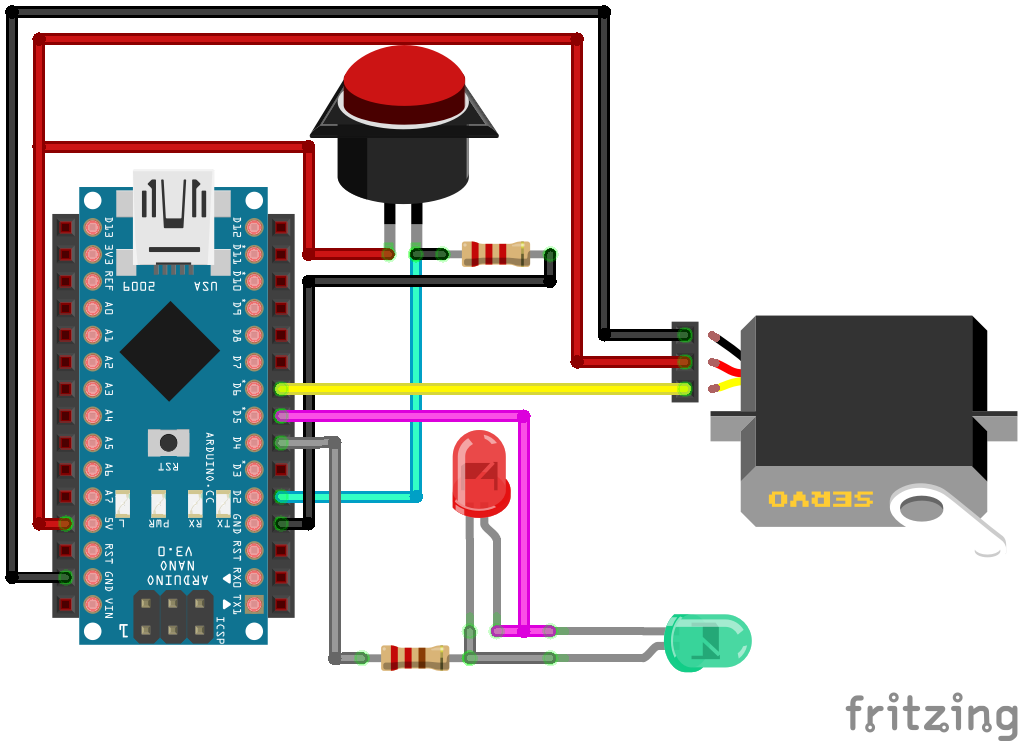 USA
2009
D13
3V3
REF
A0
A1
A2
A3
A4
A5
A6
A7
5V
RST
GND
VIN
D12
D11
D10
D9
D8
D7
D6
D5
D4
D3
D2
GND
RST
RX0
TX1
RST
ARDUINO.CC
TX
RX
PWR
L
ARDUINO
NANO
V3.0
ICSP
1
SERVO
fritzing